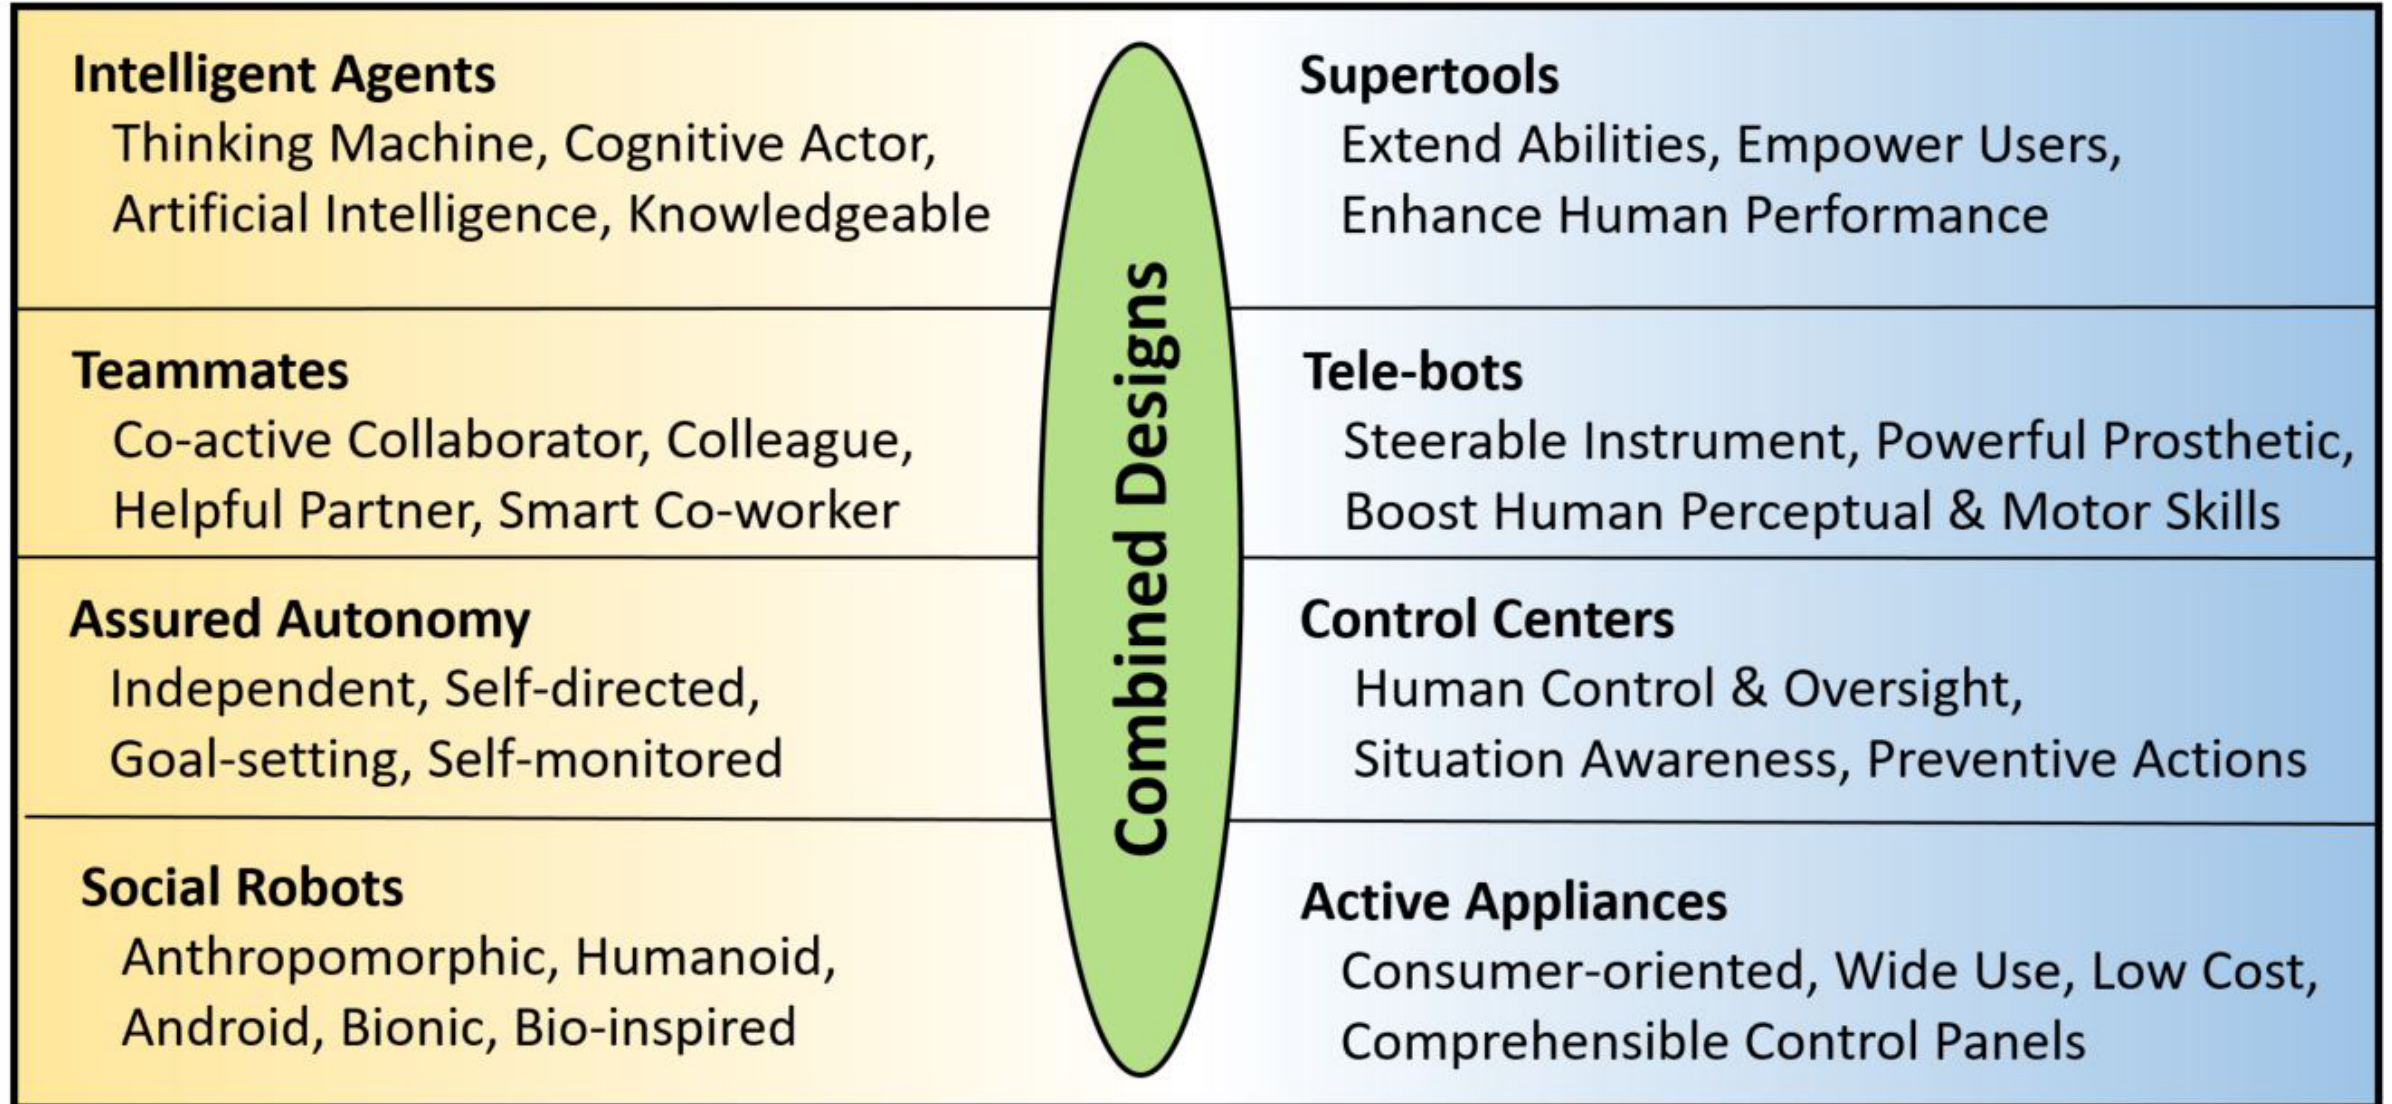 Intelligent Agents
Thinking Machine, Cognitive Actor,
Artificial Intelligence, Knowledgeable
Teammates
Co-active Collaborator, Colleague,
Helpful Partner, Smart Co-worker
Assured Autonomy
Independent, Self-directed,
Goal-setting, Self-monitored
Social Robots
Anthropomorphic, Humanoid,
Android, Bionic, Bio-inspired
Combined Designs
Supertools
Extend Abilities, Empower Users,
Enhance Human Performance
Tele-bots
Steerable Instrument, Powerful Prosthetic,
Boost Human Perceptual & Motor Skills
Control Centers
Human Control & Oversight,
Situation Awareness, Preventive Actions
Active Appliances
Consumer-oriented, Wide Use, Low Cost,
Comprehensible Control Panels